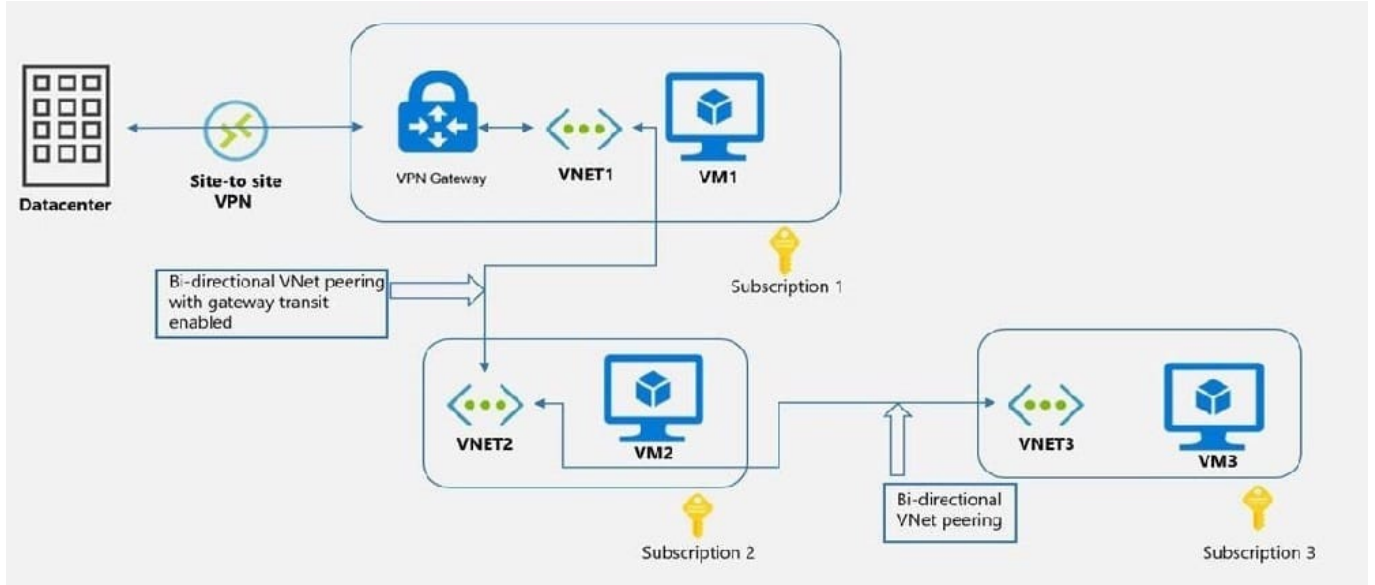 Datacenter
Site-to site
VPN
VPN Gateway
VNET1
VM1
Subscription 1
Bi-directional VNet peering
with gateway transit
enabled
VNET2
VM2
Subscription 2
Bi-directional
VNet peering
VNET3
VM3
Subscription 3